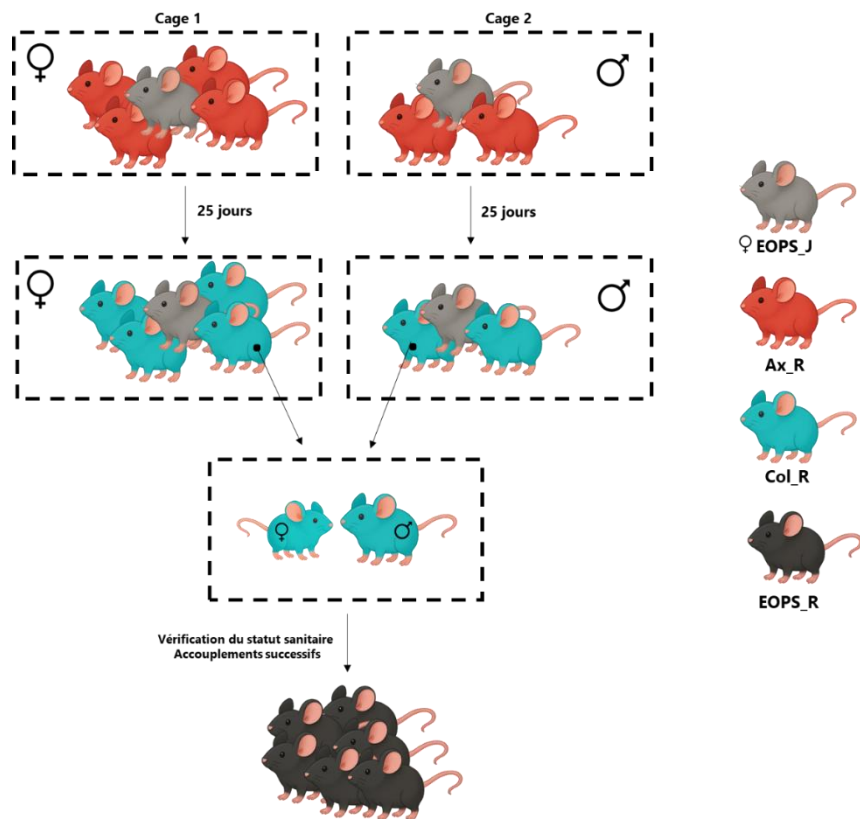 Cage 1
Cage 2
♀
♂
25 jours
25 jours
♀
♂
♀
♂
Vérification du statut sanitaire
Accouplements successifs
♀ EOPS_J
Ax_R
Col_R
EOPS_R